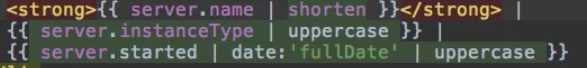 <strong>{{ server.name | shorten }}</strong> |
{{ server.instanceType | uppercase }} |
{{ server.started | date:'fullDate' | uppercase }}